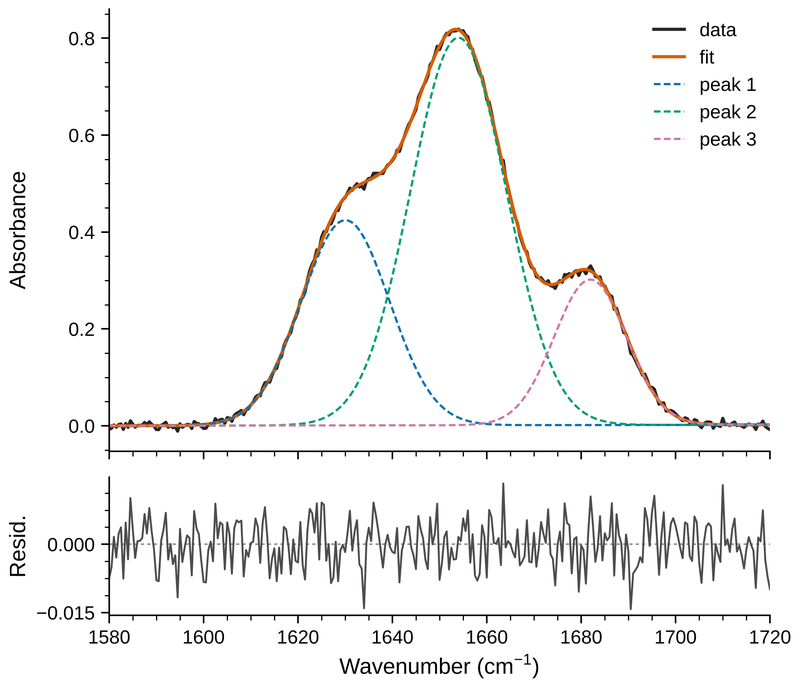 data
fit
peak 1
peak 2
peak 3
Absorbance
0.8
0.6
0.4
0.2
0.0
Resid.
0.000
−0.015
1580 1600 1620 1640 1660 1680 1700 1720
Wavenumber (cm⁻¹)